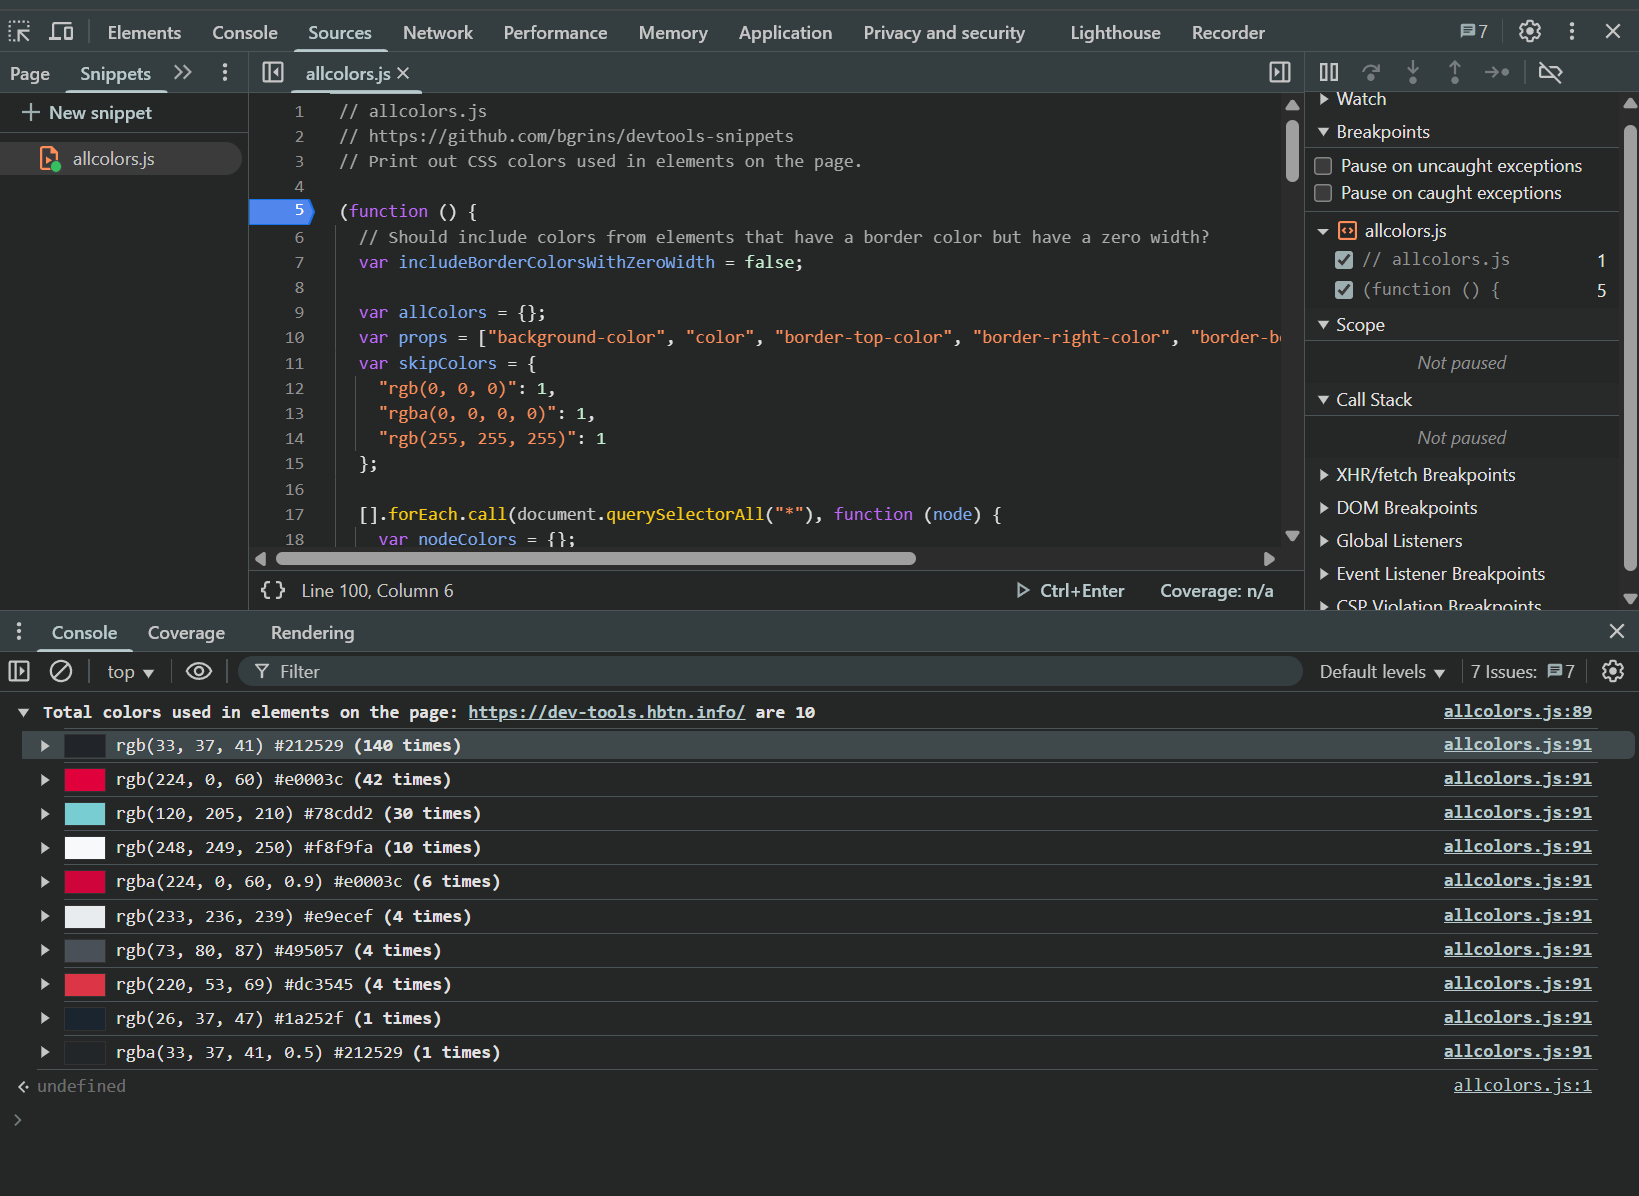 Elements Console Sources Network Performance Memory Application Privacy and security Lighthouse Recorder 7
Page Snippets
New snippet
allcolors.js
allcolors.js
1 // allcolors.js
2 // https://github.com/bgrins/devtools-snippets
3 // Print out CSS colors used in elements on the page.
4
5 (function () {
6 // Should include colors from elements that have a border color but have a zero width?
7 var includeBorderColorsWithZeroWidth = false;
8
9 var allColors = {};
10 var props = ["background-color", "color", "border-top-color", "border-right-color", "border-b
11 var skipColors = {
12 "rgb(0, 0, 0)": 1,
13 "rgba(0, 0, 0, 0)": 1,
14 "rgb(255, 255, 255)": 1
15 };
16
17 [].forEach.call(document.querySelectorAll("*"), function (node) {
18 var nodeColors = {};
{} Line 100, Column 6 Ctrl+Enter Coverage: n/a
Watch
Breakpoints
Pause on uncaught exceptions
Pause on caught exceptions
allcolors.js
// allcolors.js 1
(function () { 5
Scope
Not paused
Call Stack
Not paused
XHR/fetch Breakpoints
DOM Breakpoints
Global Listeners
Event Listener Breakpoints
CSP Violation Breakpoints
Console Coverage Rendering
top Filter Default levels 7 Issues: 7
Total colors used in elements on the page: https://dev-tools.hbtn.info/ are 10 allcolors.js:89
rgb(33, 37, 41) #212529 (140 times) allcolors.js:91
rgb(224, 0, 60) #e0003c (42 times) allcolors.js:91
rgb(120, 205, 210) #78cdd2 (30 times) allcolors.js:91
rgb(248, 249, 250) #f8f9fa (10 times) allcolors.js:91
rgba(224, 0, 60, 0.9) #e0003c (6 times) allcolors.js:91
rgb(233, 236, 239) #e9ecef (4 times) allcolors.js:91
rgb(73, 80, 87) #495057 (4 times) allcolors.js:91
rgb(220, 53, 69) #dc3545 (4 times) allcolors.js:91
rgb(26, 37, 47) #1a252f (1 times) allcolors.js:91
rgba(33, 37, 41, 0.5) #212529 (1 times) allcolors.js:91
undefined allcolors.js:1